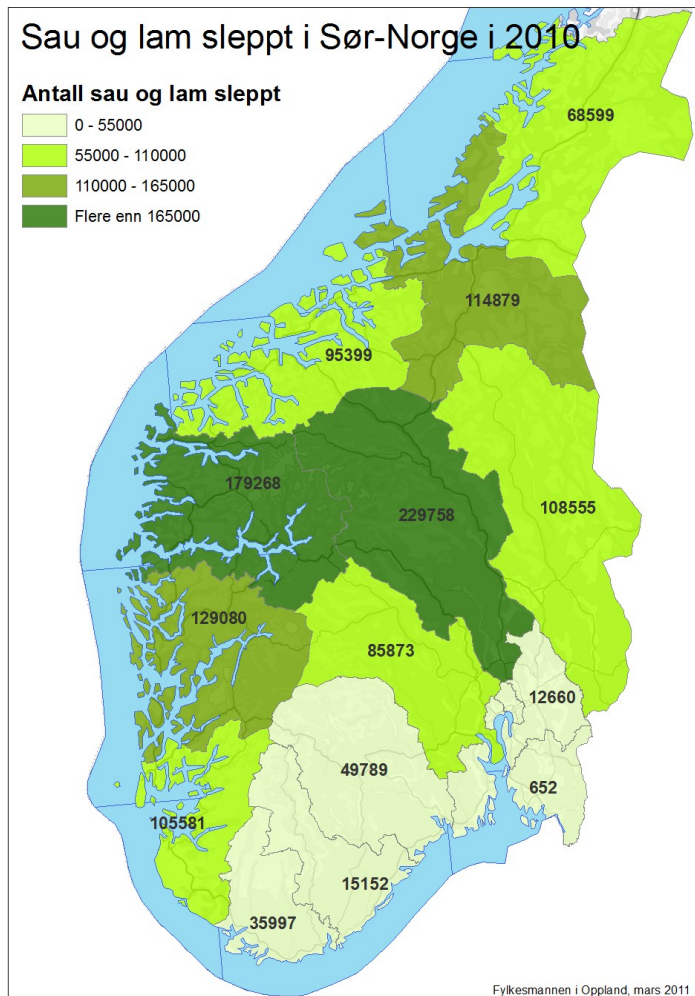 Sau og lam sleppt i Sør-Norge i 2010
Antall sau og lam sleppt
0 - 55000
55000 - 110000
110000 - 165000
Flere enn 165000
68599
114879
95399
179268
229758
108555
129080
85873
12660
49789
652
105581
15152
35997
Fylkesmannen i Oppland, mars 2011